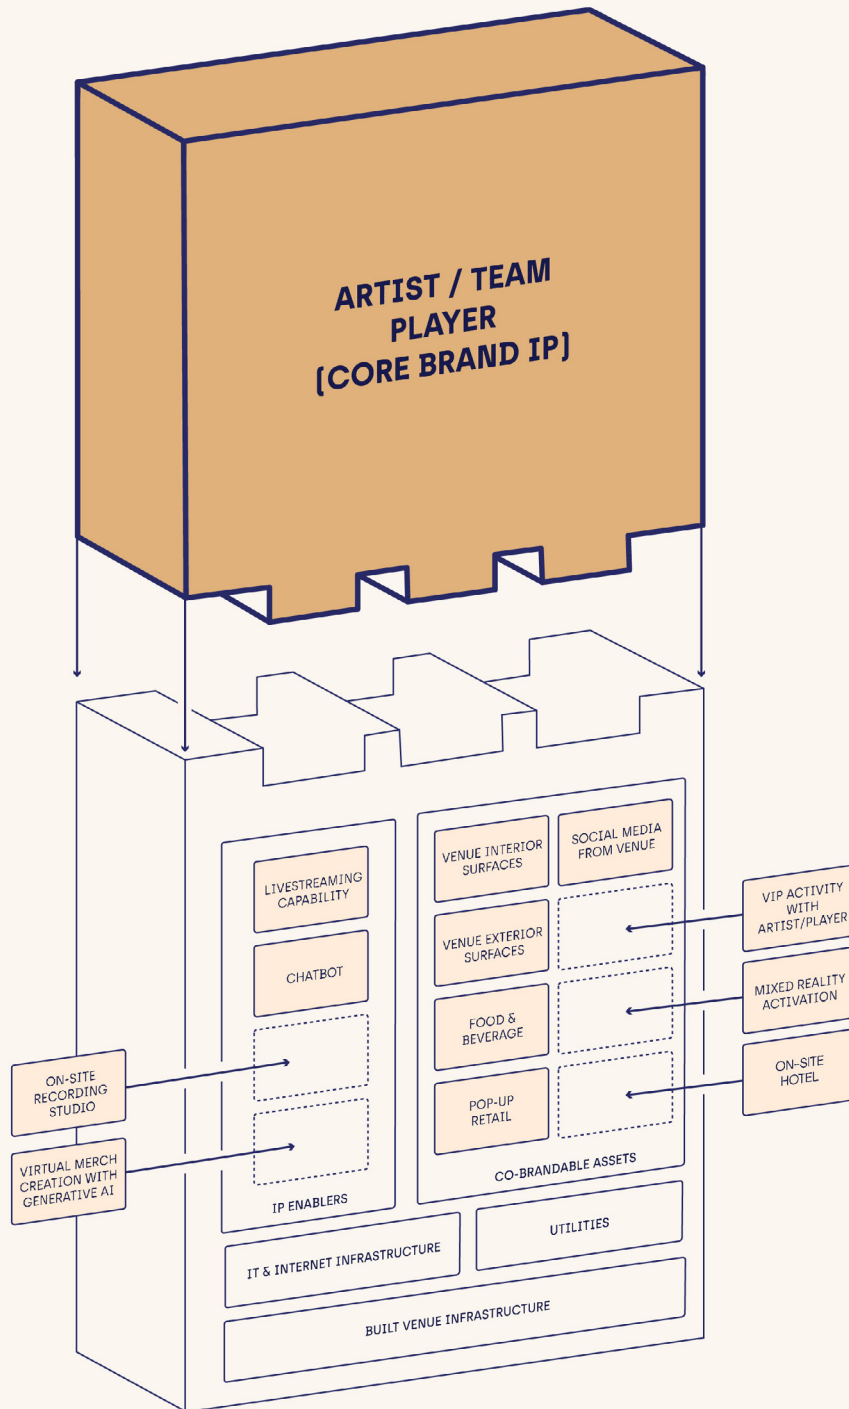 ARTIST / TEAM
PLAYER
(CORE BRAND IP)
LIVESTREAMING
CAPABILITY
CHATBOT
ON-SITE
RECORDING
STUDIO
VIRTUAL MERCH
CREATION WITH
GENERATIVE AI
IP ENABLERS
VENUE INTERIOR
SURFACES
SOCIAL MEDIA
FROM VENUE
VENUE EXTERIOR
SURFACES
FOOD &
BEVERAGE
POP-UP
RETAIL
VIP ACTIVITY
WITH
ARTIST/PLAYER
MIXED REALITY
ACTIVATION
ON-SITE
HOTEL
CO-BRANDABLE ASSETS
IT & INTERNET INFRASTRUCTURE
UTILITIES
BUILT VENUE INFRASTRUCTURE